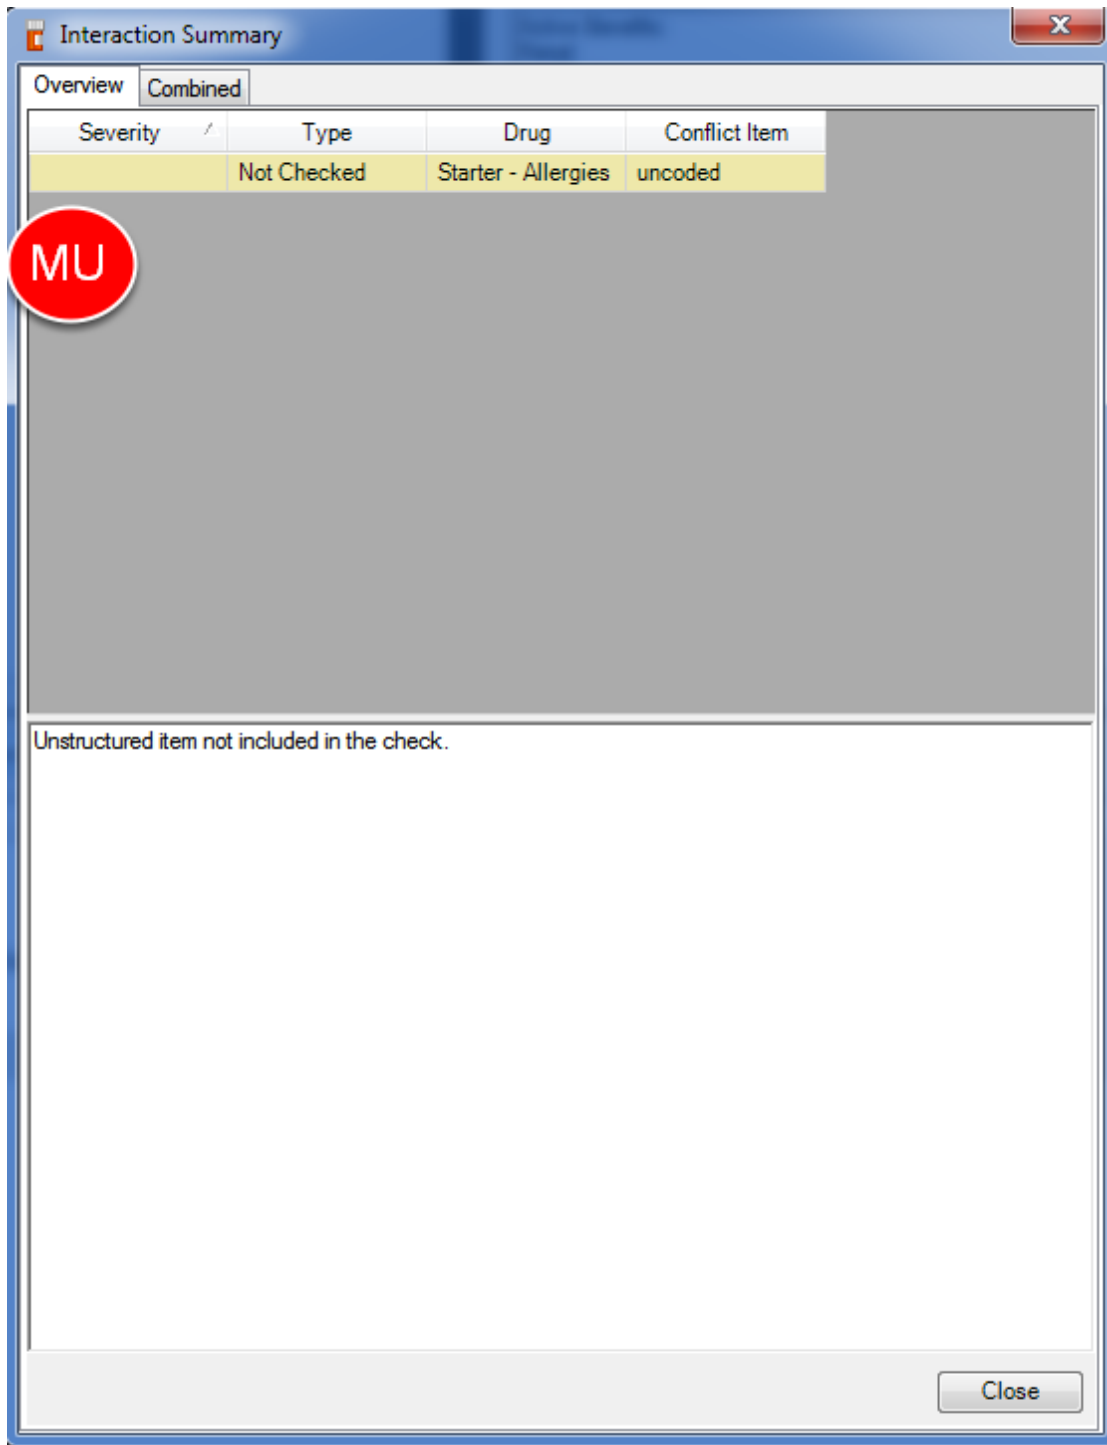 Interaction Summary
Overview Combined
Severity Type Drug Conflict Item
Not Checked Starter - Allergies uncoded
MU
Unstructured item not included in the check.
Close